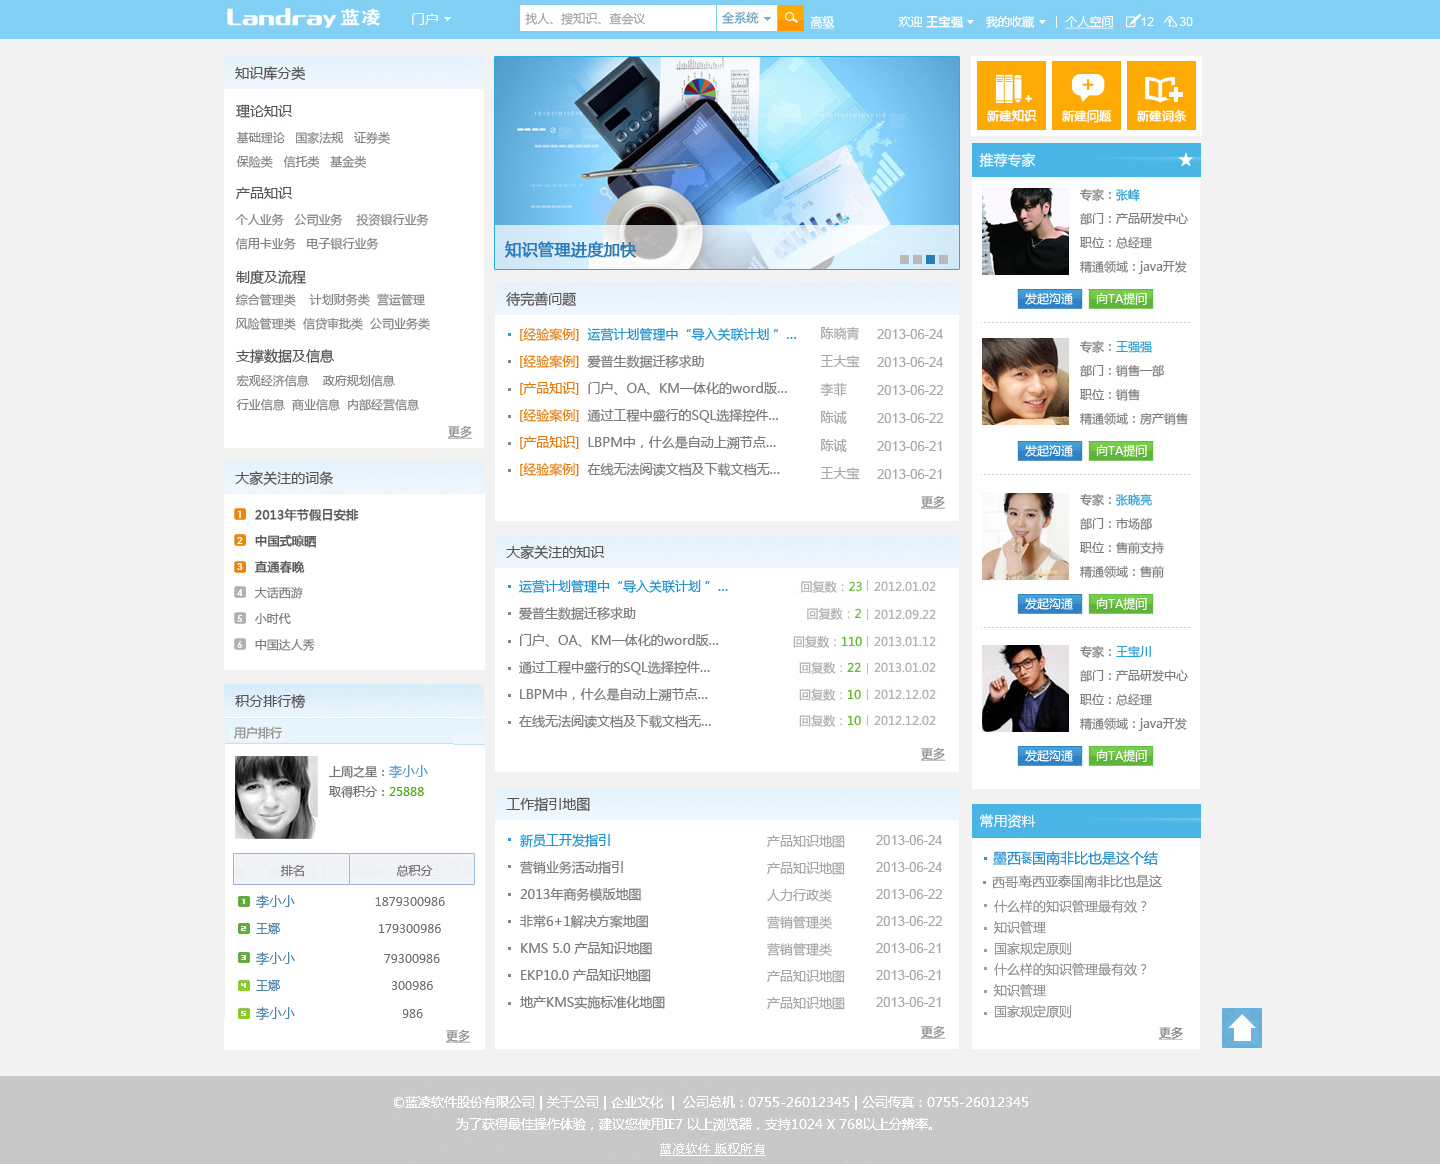 Landray 蓝凌 门户 找人、搜知识、查会议 全系统 高级 欢迎 王宝强 我的收藏 | 个人空间 12 30
知识库分类
理论知识
基础理论 国家法规 证券类
保险类 信托类 基金类
产品知识
个人业务 公司业务 投资银行业务
信用卡业务 电子银行业务
制度及流程
综合管理类 计划财务类 营运管理
风险管理类 信贷审批类 公司业务类
支撑数据及信息
宏观经济信息 政府规划信息
行业信息 商业信息 内部经营信息
更多
大家关注的词条
1 2013年节假日安排
2 中国式晾晒
3 直通春晚
4 大话西游
5 小时代
6 中国达人秀
积分排行榜
用户排行
上周之星：李小小
取得积分：25888
排名 总积分
1 李小小 1879300986
2 王娜 179300986
3 李小小 79300986
4 王娜 300986
5 李小小 986
更多
知识管理进度加快
待完善问题
[经验案例] 运营计划管理中“导入关联计划 ” ... 陈晓青 2013-06-24
[经验案例] 爱普生数据迁移求助 王大宝 2013-06-24
[产品知识] 门户、OA、KM一体化的word版... 李菲 2013-06-22
[经验案例] 通过工程中盛行的SQL选择控件... 陈诚 2013-06-22
[产品知识] LBPM中，什么是自动上溯节点... 陈诚 2013-06-21
[经验案例] 在线无法阅读文档及下载文档无... 王大宝 2013-06-21
更多
大家关注的知识
运营计划管理中“导入关联计划 ” ... 回复数：23 | 2012.01.02
爱普生数据迁移求助 回复数：2 | 2012.09.22
门户、OA、KM一体化的word版... 回复数：110 | 2013.01.12
通过工程中盛行的SQL选择控件... 回复数：22 | 2013.01.02
LBPM中，什么是自动上溯节点... 回复数：10 | 2012.12.02
在线无法阅读文档及下载文档无... 回复数：10 | 2012.12.02
更多
工作指引地图
新员工开发指引 产品知识地图 2013-06-24
营销业务活动指引 产品知识地图 2013-06-24
2013年商务模版地图 人力行政类 2013-06-22
非常6+1解决方案地图 营销管理类 2013-06-22
KMS 5.0 产品知识地图 营销管理类 2013-06-21
EKP10.0 产品知识地图 产品知识地图 2013-06-21
地产KMS实施标准化地图 产品知识地图 2013-06-21
更多
新建知识 新建问题 新建词条
推荐专家
专家：张峰
部门：产品研发中心
职位：总经理
精通领域：java开发
发起沟通 向TA提问
专家：王强强
部门：销售一部
职位：销售
精通领域：房产销售
发起沟通 向TA提问
专家：张晓亮
部门：市场部
职位：售前支持
精通领域：售前
发起沟通 向TA提问
专家：王宝川
部门：产品研发中心
职位：总经理
精通领域：java开发
发起沟通 向TA提问
常用资料
墨西泰国南非比也是这个结
西哥南西亚泰国南非比也是这
什么样的知识管理最有效？
知识管理
国家规定原则
什么样的知识管理最有效？
知识管理
国家规定原则
更多
©蓝凌软件股份有限公司 | 关于公司 | 企业文化 | 公司总机：0755-26012345 | 公司传真：0755-26012345
为了获得最佳操作体验，建议您使用IE7 以上浏览器，支持1024 X 768以上分辨率。
蓝凌软件 版权所有